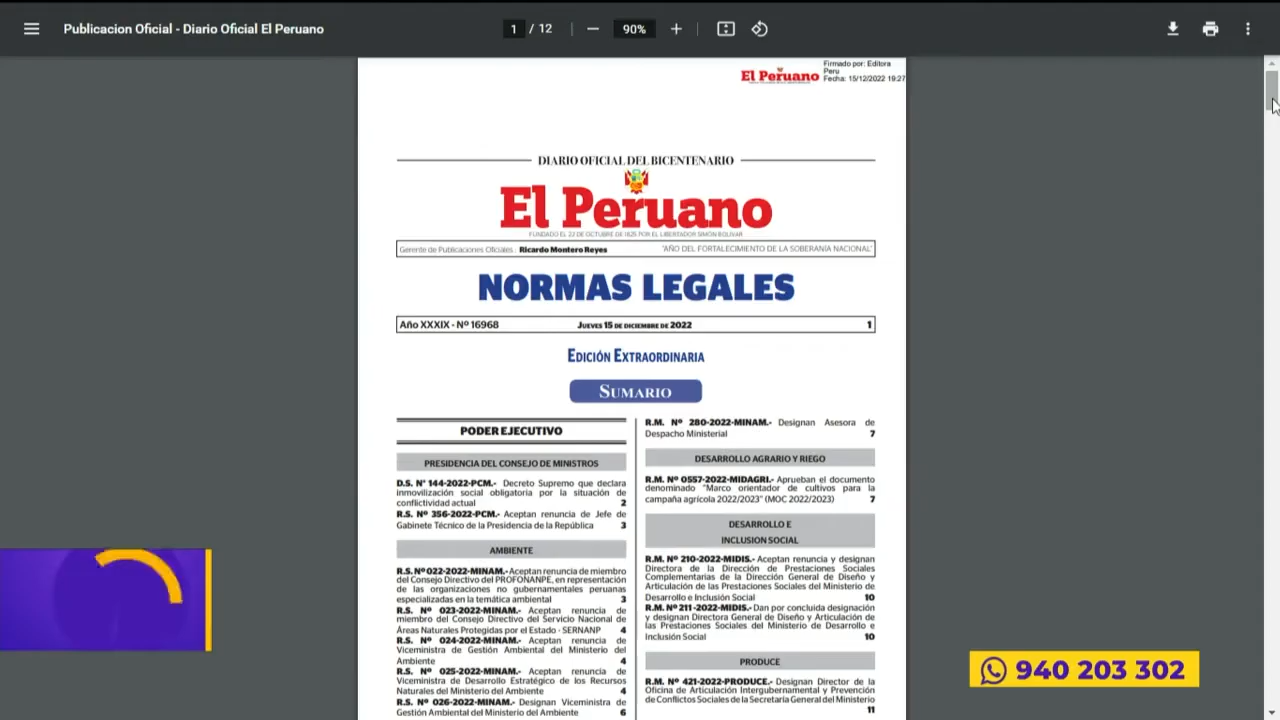 Publicacion Oficial - Diario Oficial El Peruano
1 / 12
90%
El Peruano
Firmado por: Editora
Peru
Fecha: 15/12/2022 19:27
DIARIO OFICIAL DEL BICENTENARIO
El Peruano
FUNDADO EL 22 DE OCTUBRE DE 1825 POR EL LIBERTADOR SIMÓN BOLÍVAR
Gerente de Publicaciones Oficiales : Ricardo Montero Reyes
"AÑO DEL FORTALECIMIENTO DE LA SOBERANÍA NACIONAL"
NORMAS LEGALES
Año XXXIX - Nº 16968
JUEVES 15 DE DICIEMBRE DE 2022
1
EDICIÓN EXTRAORDINARIA
SUMARIO
PODER EJECUTIVO
PRESIDENCIA DEL CONSEJO DE MINISTROS
D.S. N° 144-2022-PCM.- Decreto Supremo que declara
inmovilización social obligatoria por la situación de
conflictividad actual 2
R.S. Nº 356-2022-PCM.- Aceptan renuncia de Jefe de
Gabinete Técnico de la Presidencia de la República 3
AMBIENTE
R.S. Nº 022-2022-MINAM.- Aceptan renuncia de miembro
del Consejo Directivo del PROFONANPE, en representación
de las organizaciones no gubernamentales peruanas
especializadas en la temática ambiental 3
R.S. Nº 023-2022-MINAM.- Aceptan renuncia de
miembro del Consejo Directivo del Servicio Nacional de
Áreas Naturales Protegidas por el Estado - SERNANP 4
R.S. Nº 024-2022-MINAM.- Aceptan renuncia de
Viceministra de Gestión Ambiental del Ministerio del
Ambiente 4
R.S. Nº 025-2022-MINAM.- Aceptan renuncia de
Viceministra de Desarrollo Estratégico de los Recursos
Naturales del Ministerio del Ambiente 4
R.S. Nº 026-2022-MINAM.- Designan Viceministra de
Gestión Ambiental del Ministerio del Ambiente 6
R.M. Nº 280-2022-MINAM.- Designan Asesora de
Despacho Ministerial 7
DESARROLLO AGRARIO Y RIEGO
R.M. Nº 0557-2022-MIDAGRI.- Aprueban el documento
denominado "Marco orientador de cultivos para la
campaña agrícola 2022/2023" (MOC 2022/2023) 7
DESARROLLO E
INCLUSION SOCIAL
R.M. Nº 210-2022-MIDIS.- Aceptan renuncia y designan
Directora de la Dirección de Prestaciones Sociales
Complementarias de la Dirección General de Diseño y
Articulación de las Prestaciones Sociales del Ministerio de
Desarrollo e Inclusión Social 10
R.M. Nº 211-2022-MIDIS.- Dan por concluida designación
y designan Directora General de Diseño y Articulación de
las Prestaciones Sociales del Ministerio de Desarrollo e
Inclusión Social 10
PRODUCE
R.M. Nº 421-2022-PRODUCE.- Designan Director de la
Oficina de Articulación Intergubernamental y Prevención
de Conflictos Sociales de la Secretaría General del Ministerio
11
940 203 302